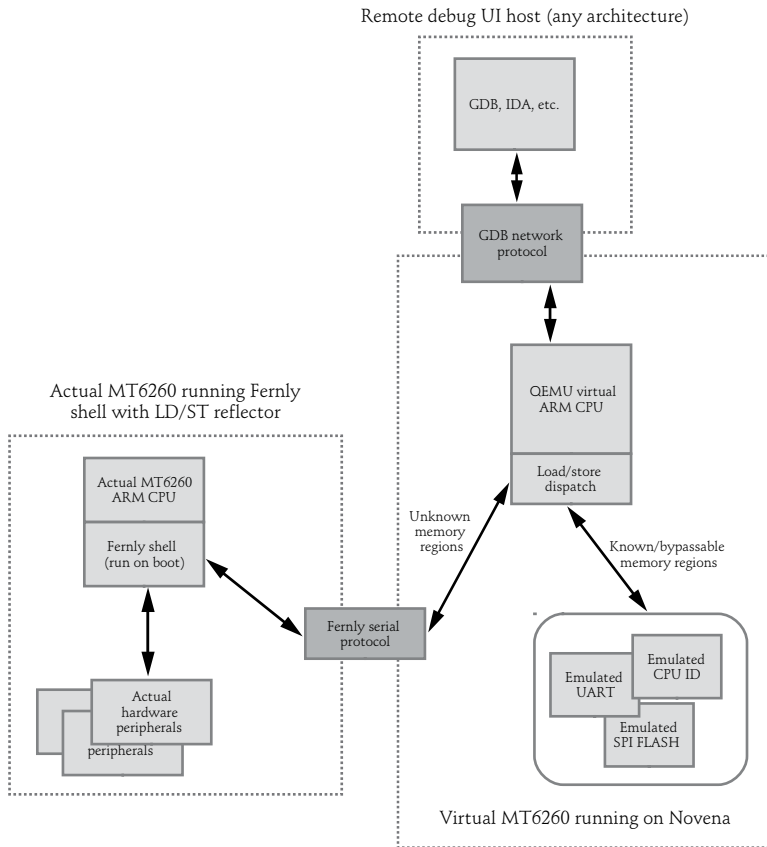 Remote debug UI host (any architecture)
GDB, IDA, etc.
GDB network
protocol
QEMU virtual
ARM CPU
Load/store
dispatch
Actual MT6260 running Fernly
shell with LD/ST reflector
Actual MT6260
ARM CPU
Fernly shell
(run on boot)
Unknown
memory
regions
Known/bypassable
memory regions
Fernly serial
protocol
Actual
hardware
peripherals
peripherals
Emulated
CPU ID
Emulated
UART
Emulated
SPI FLASH
Virtual MT6260 running on Novena